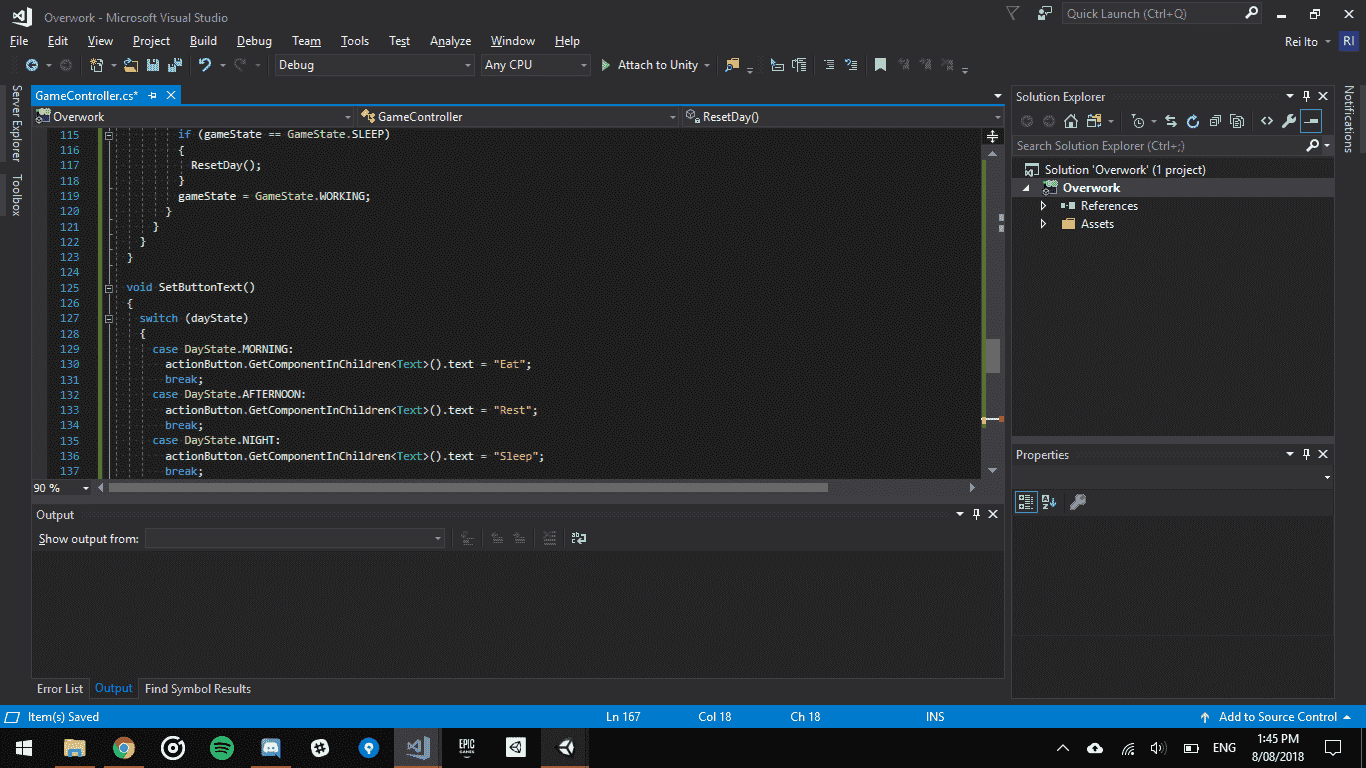 Overwork - Microsoft Visual Studio
Quick Launch (Ctrl+Q)
File Edit View Project Build Debug Team Tools Test Analyze Window Help
Rei Ito RI
Debug Any CPU Attach to Unity
Server Explorer
Toolbox
GameController.cs*
Overwork GameController ResetDay()
115 if (gameState == GameState.SLEEP)
116 {
117 ResetDay();
118 }
119 gameState = GameState.WORKING;
120 }
121 }
122 }
123 }
124
125 void SetButtonText()
126 {
127 switch (dayState)
128 {
129 case DayState.MORNING:
130 actionButton.GetComponentInChildren<Text>().text = "Eat";
131 break;
132 case DayState.AFTERNOON:
133 actionButton.GetComponentInChildren<Text>().text = "Rest";
134 break;
135 case DayState.NIGHT:
136 actionButton.GetComponentInChildren<Text>().text = "Sleep";
137 break;
90 %
Output
Show output from:
Error List Output Find Symbol Results
Solution Explorer
Search Solution Explorer (Ctrl+;)
Solution 'Overwork' (1 project)
Overwork
References
Assets
Properties
Notifications
Item(s) Saved Ln 167 Col 18 Ch 18 INS Add to Source Control
EPIC
GAMES
ENG
1:45 PM
8/08/2018